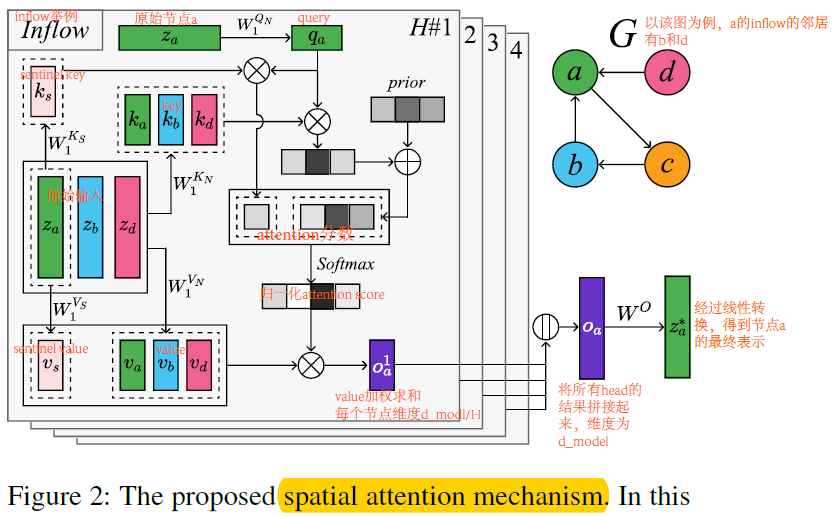 inflow举例
Inflow
原始节点a
z_a
W_1^{Q_N}
query
q_a
H#1
2
3
4
sentinel key
k_s
key
k_a k_b k_d
prior
W_1^{K_S}
W_1^{K_N}
原始输入
z_a z_b z_d
attention分数
Softmax
归一化attention score
W_1^{V_S}
W_1^{V_N}
sentinel value
v_s
value
v_a v_b v_d
o_a^1
value加权求和
每个节点维度d_modl/H
G
以该图为例，a的inflow的邻居
有b和d
a
d
b
c
o_a
W^O
z_a^*
经过线性转
换，得到节点a
的最终表示
将所有head的
结果拼接起
来，维度为
d_model
Figure 2: The proposed spatial attention mechanism. In this